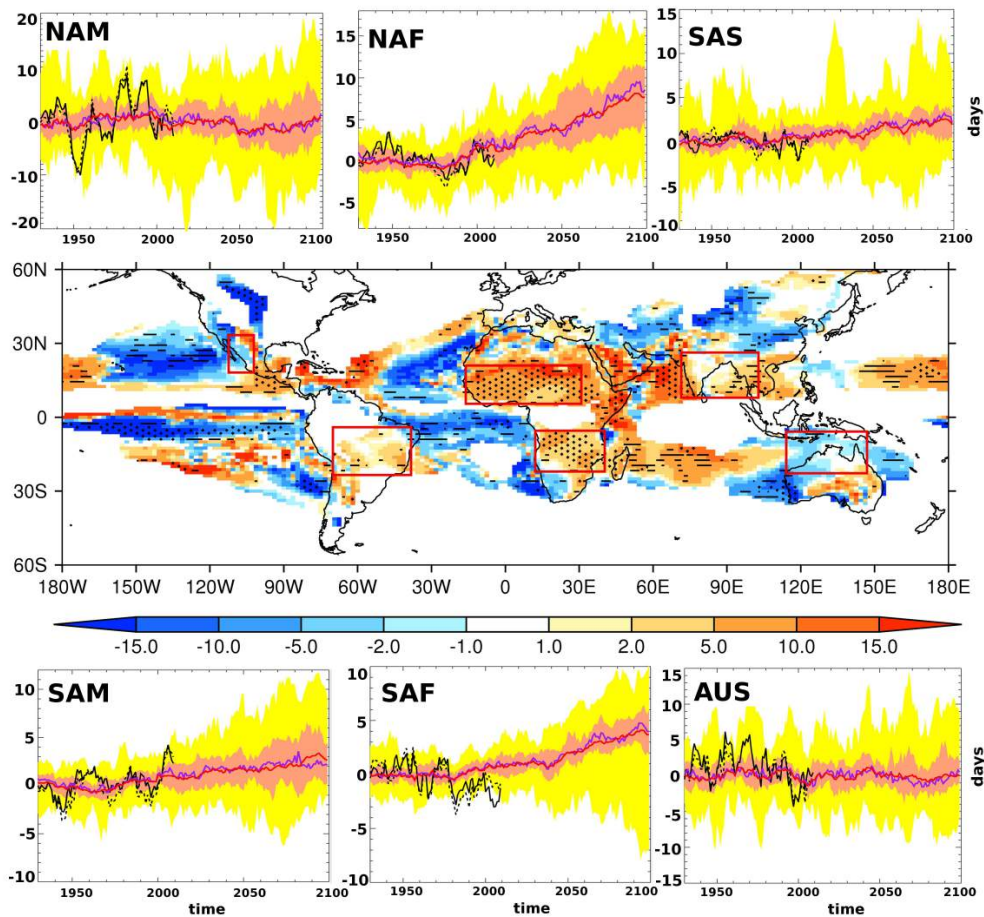 NAM
NAF
SAS
20
10
0
-10
-20
1950
2000
2050
2100
15
10
5
0
-5
1950
2000
2050
2100
15
10
5
0
-5
-10
1950
2000
2050
2100
days
60N
30N
0
30S
60S
180W
150W
120W
90W
60W
30W
0
30E
60E
90E
120E
150E
180E
-15.0
-10.0
-5.0
-2.0
-1.0
1.0
2.0
5.0
10.0
15.0
SAM
SAF
AUS
10
5
0
-5
-10
1950
2000
2050
2100
time
10
5
0
-5
-10
1950
2000
2050
2100
time
15
10
5
0
-5
-10
-15
1950
2000
2050
2100
time
days